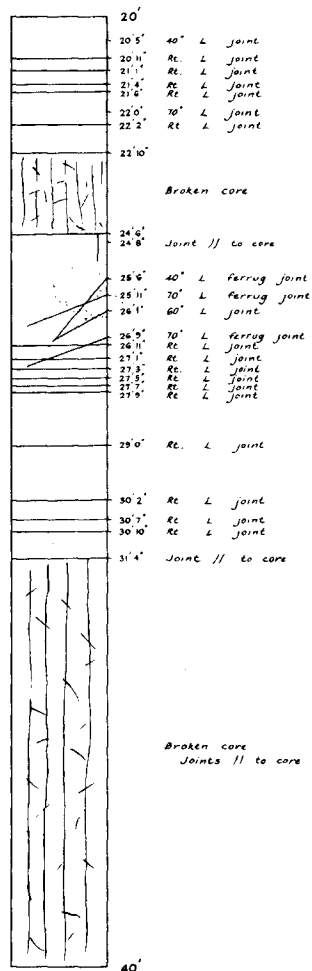 20'
20'5" 40° L joint
20'11" Rt. L joint
21'1" Rt. L joint
21'4" Rt L joint
21'6" Rt L joint
22'0" 70° L joint
22'2" Rt L joint
22'10"
Broken core
24'6"
24'8" Joint // to core
25'6" 40° L ferrug joint
25'11" 70° L ferrug joint
26'1" 60° L joint
26'9" 70° L ferrug joint
26'11" Rt L joint
27'1" Rt L joint
27'3" Rt. L joint
27'5" Rt L joint
27'7" Rt L joint
27'9" Rt L joint
29'0" Rt. L joint
30'2" Rt L joint
30'7" Rt L joint
30'10" Rt L joint
31'4" Joint // to core
Broken core
Joints // to core
40'